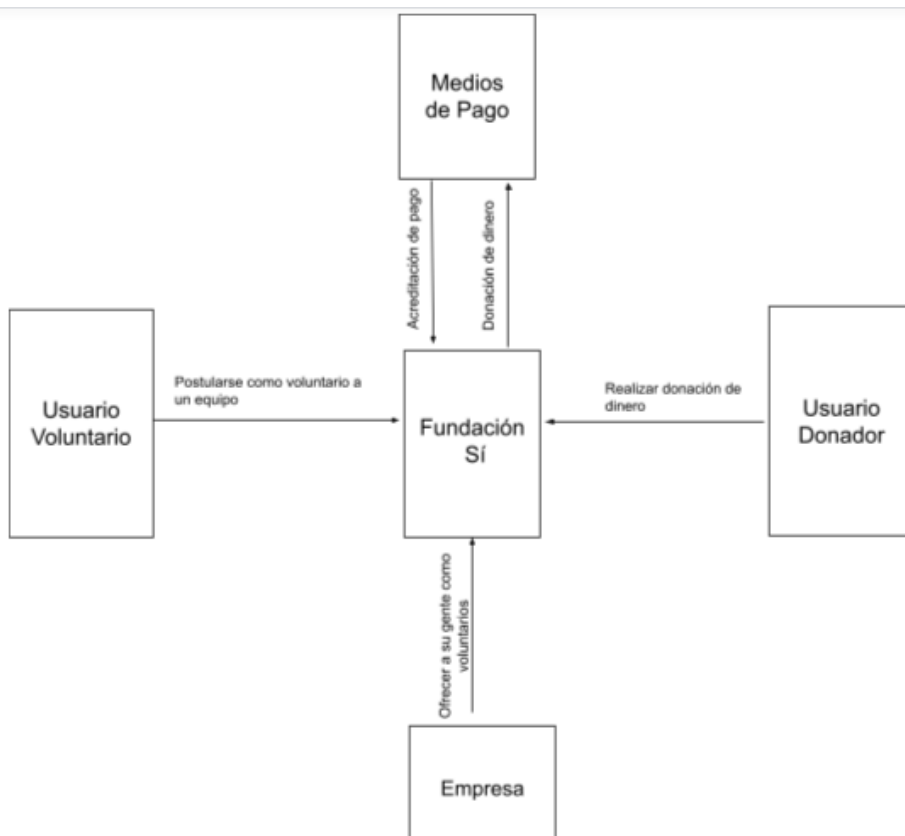 Medios
de Pago
Acreditación de pago
Donación de dinero
Usuario
Voluntario
Postularse como voluntario a
un equipo
Fundación
Sí
Realizar donación de
dinero
Usuario
Donador
Ofrecer a su gente como
voluntarios
Empresa